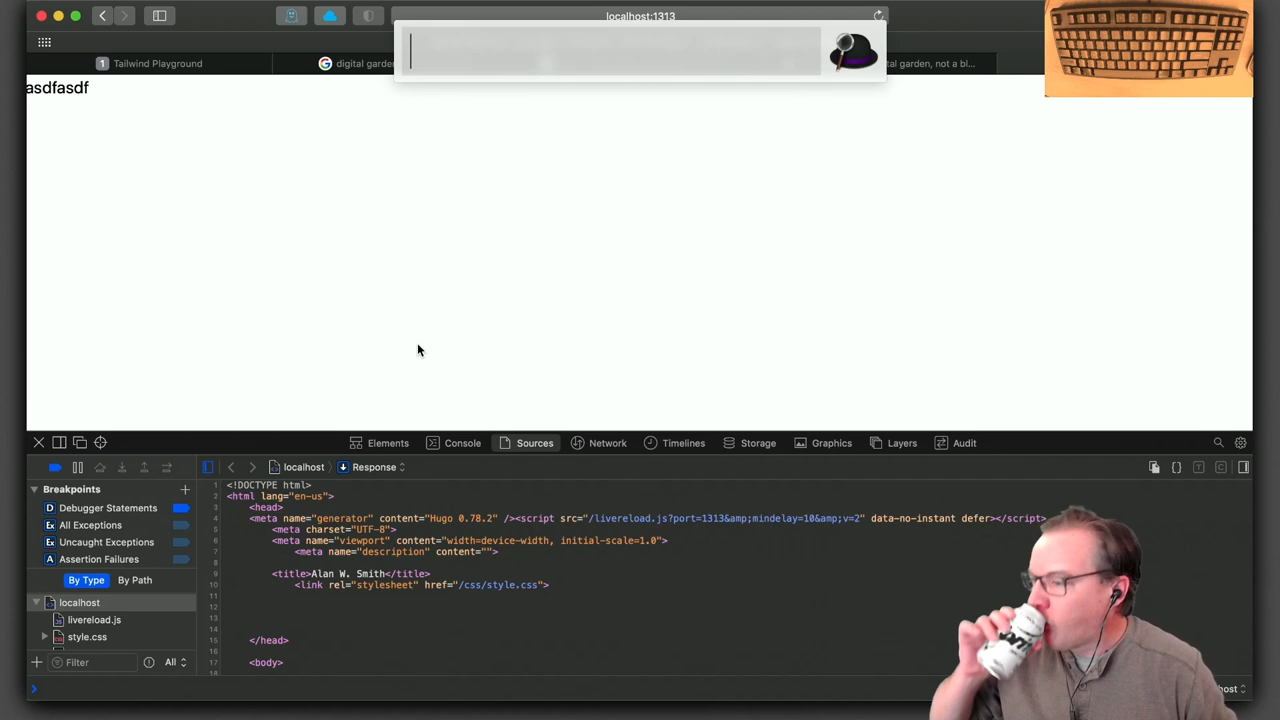 localhost:1313
1 Tailwind Playground
digital garde
tal garden, not a bl...
asdfasdf
Elements
Console
Sources
Network
Timelines
Storage
Graphics
Layers
Audit
localhost
Response
Breakpoints
D Debugger Statements
Ex All Exceptions
Ex Uncaught Exceptions
A Assertion Failures
By Type By Path
localhost
livereload.js
style.css
Filter
All
1 <!DOCTYPE html>
2 <html lang="en-us">
3 <head>
4 <meta name="generator" content="Hugo 0.78.2" /><script src="/livereload.js?port=1313&amp;mindelay=10&amp;v=2" data-no-instant defer></script>
5 <meta charset="UTF-8">
6 <meta name="viewport" content="width=device-width, initial-scale=1.0">
7 <meta name="description" content="">
8
9 <title>Alan W. Smith</title>
10 <link rel="stylesheet" href="/css/style.css">
11
12
13
14
15 </head>
16
17 <body>
18